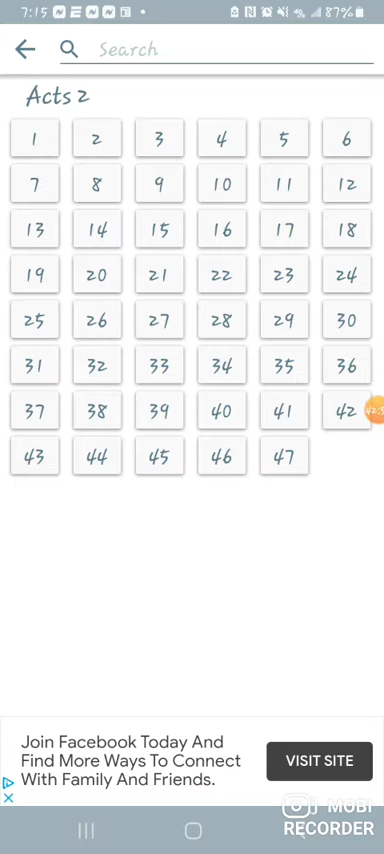 7:15 87%
Search
Acts 2
1 2 3 4 5 6
7 8 9 10 11 12
13 14 15 16 17 18
19 20 21 22 23 24
25 26 27 28 29 30
31 32 33 34 35 36
37 38 39 40 41 42
43 44 45 46 47
Join Facebook Today And
Find More Ways To Connect
With Family And Friends.
VISIT SITE
MOBI
RECORDER